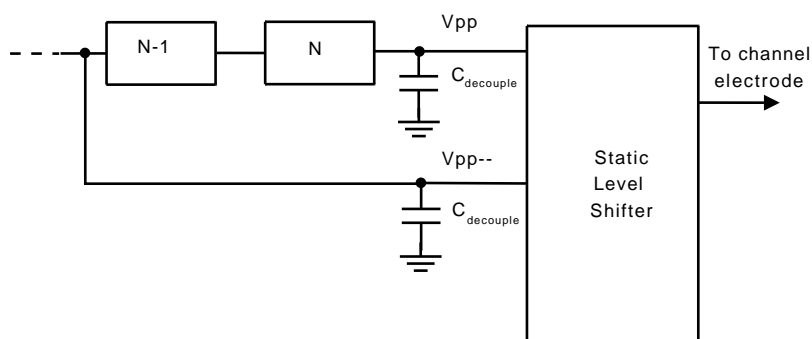 Vpp
N-1
N
To channel
electrode
C decouple
Vpp--
Static
Level
Shifter
C decouple